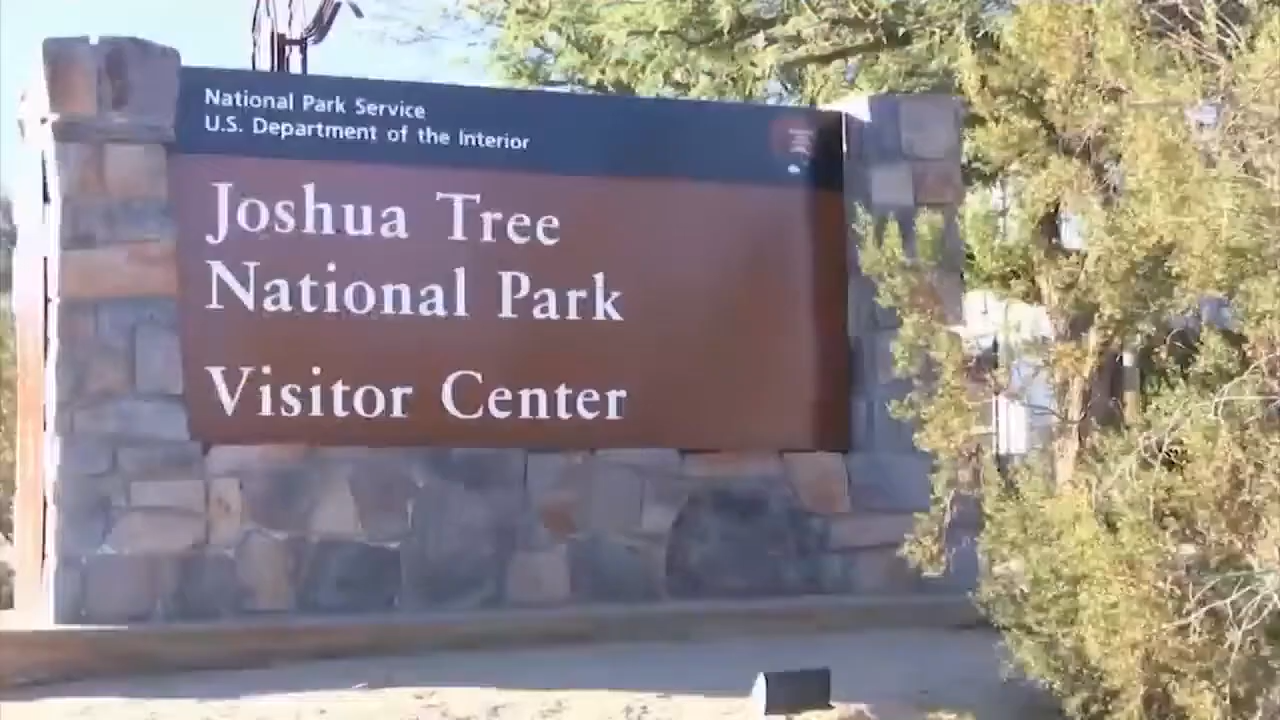 National Park Service
U.S. Department of the Interior
Joshua Tree
National Park
Visitor Center